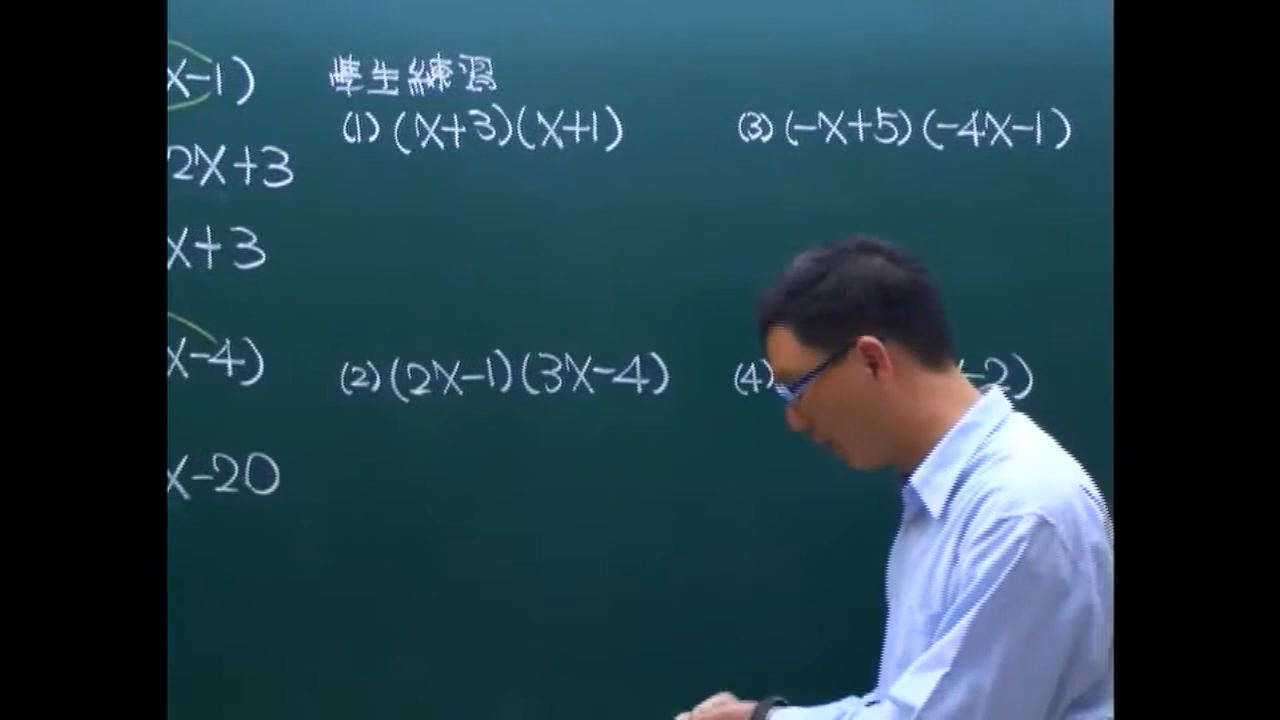 x-1)
2x+3
x+3
x-4)
x-20
學生練習
(1) (x+3)(x+1)
(2) (2x-1)(3x-4)
(3) (-x+5)(-4x-1)
(4)
-2)